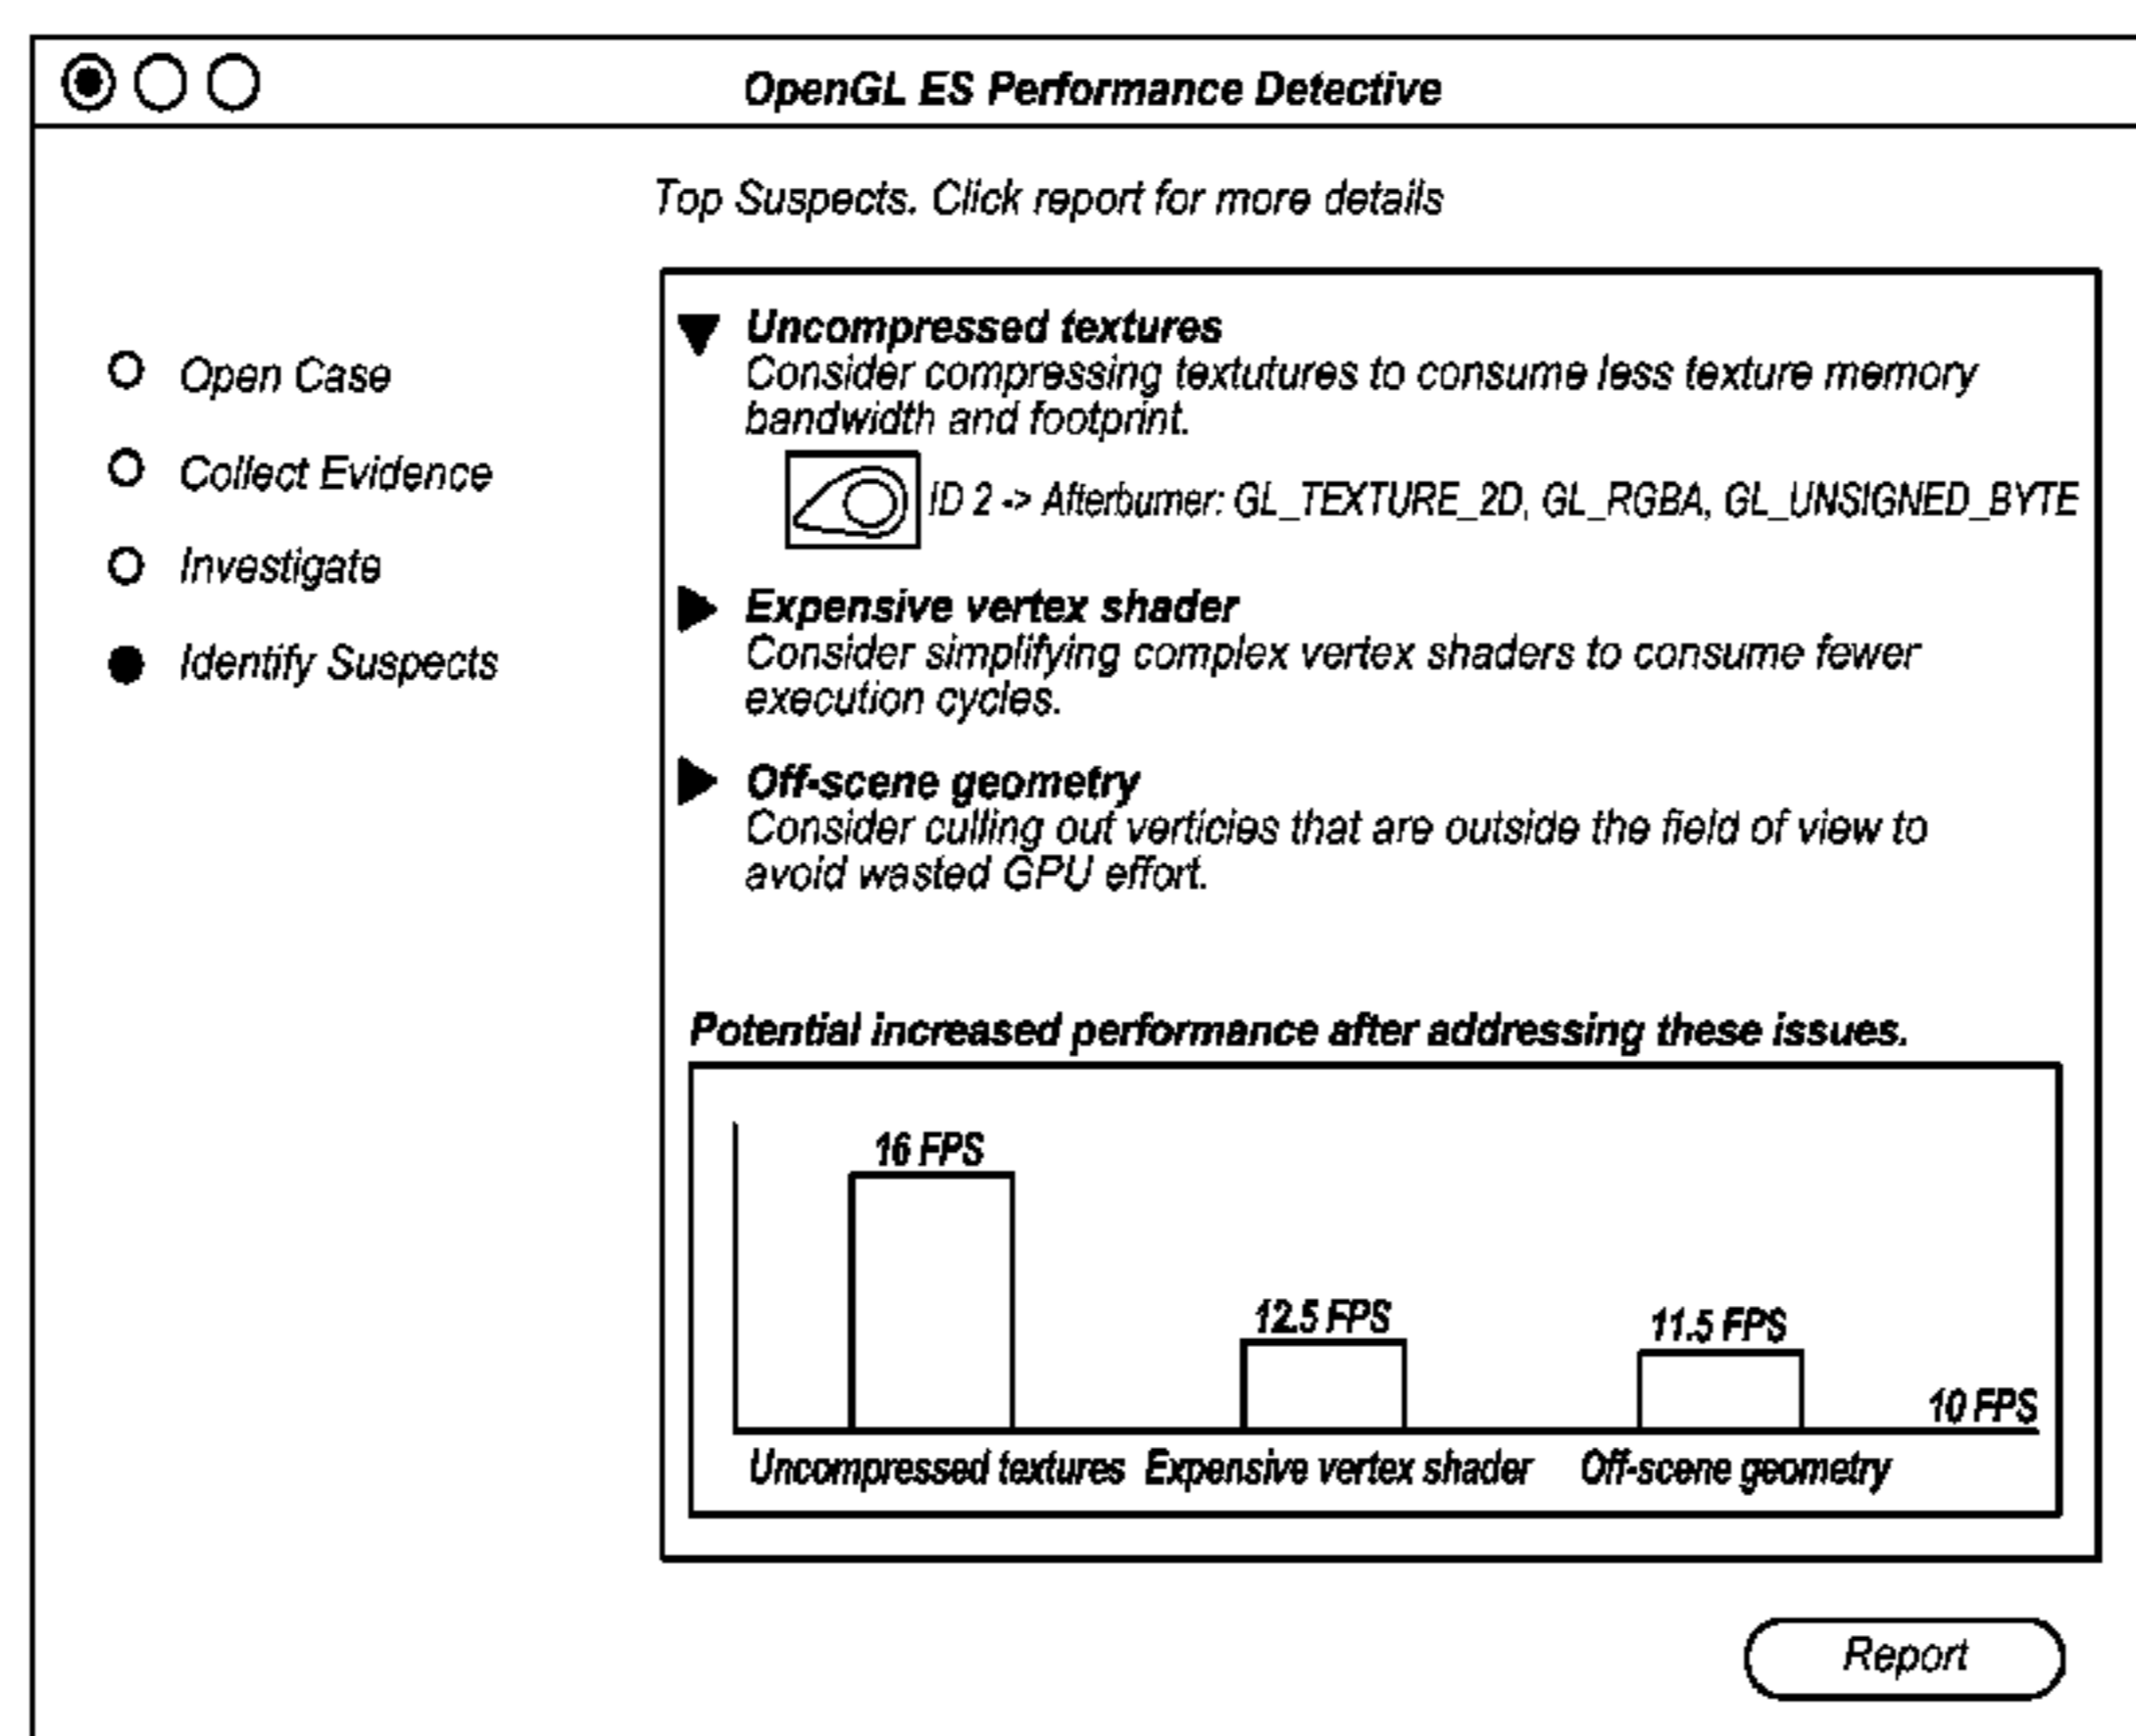 OpenGL ES Performance Detective
Top Suspects. Click report for more details
Open Case
Collect Evidence
Investigate
Identify Suspects
Uncompressed textures
Consider compressing textutures to consume less texture memory
bandwidth and footprint.
ID 2 -> Afterburner: GL_TEXTURE_2D, GL_RGBA, GL_UNSIGNED_BYTE
Expensive vertex shader
Consider simplifying complex vertex shaders to consume fewer
execution cycles.
Off-scene geometry
Consider culling out verticies that are outside the field of view to
avoid wasted GPU effort.
Potential increased performance after addressing these issues.
16 FPS
12.5 FPS
11.5 FPS
10 FPS
Uncompressed textures Expensive vertex shader Off-scene geometry
Report